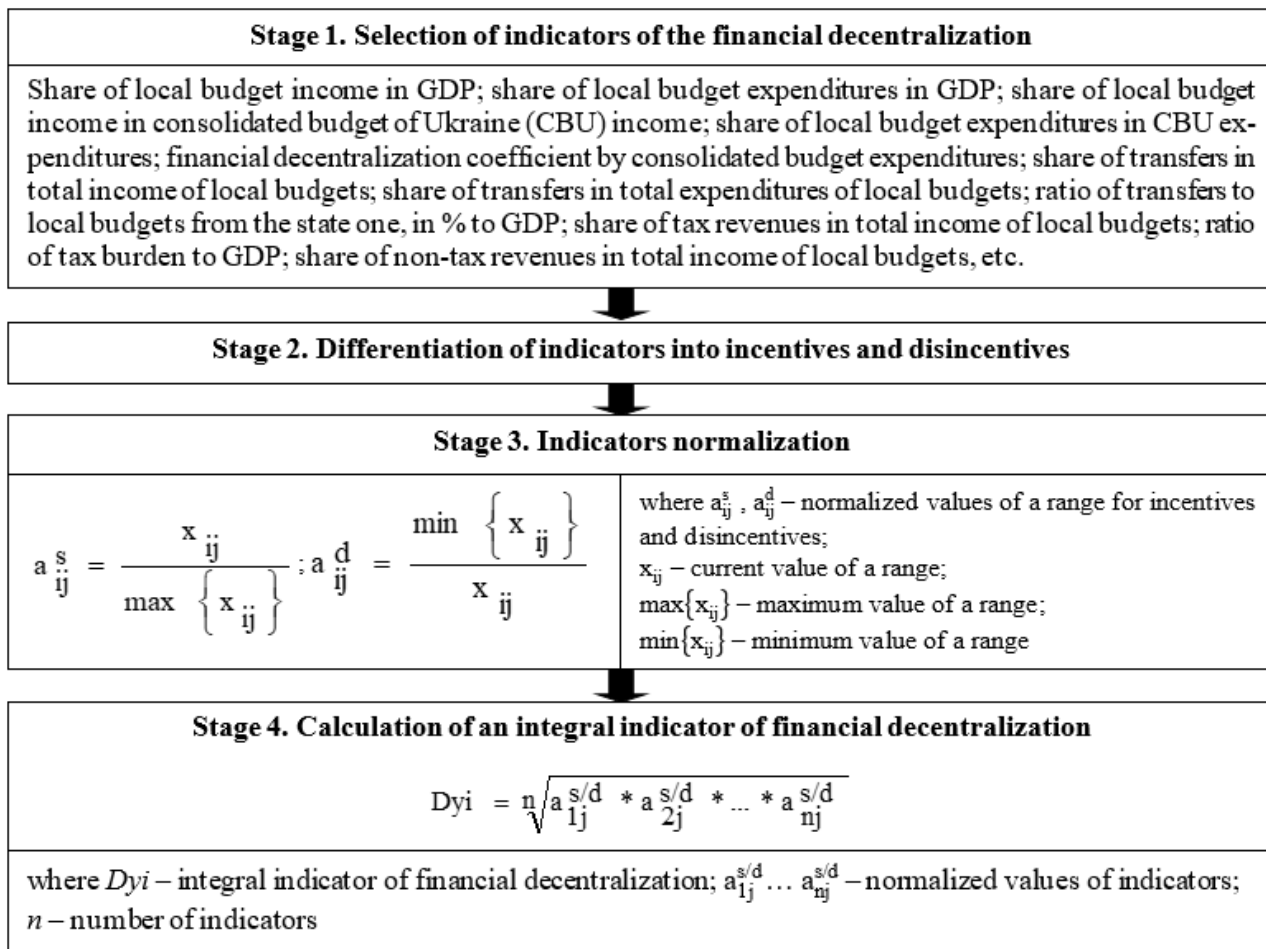 Stage 1. Selection of indicators of the financial decentralization
Share of local budget income in GDP; share of local budget expenditures in GDP; share of local budget
income in consolidated budget of Ukraine (CBU) income; share of local budget expenditures in CBU ex-
penditures; financial decentralization coefficient by consolidated budget expenditures; share of transfers in
total income of local budgets; share of transfers in total expenditures of local budgets; ratio of transfers to
local budgets from the state one, in % to GDP; share of tax revenues in total income of local budgets; ratio
of tax burden to GDP; share of non-tax revenues in total income of local budgets, etc.
Stage 2. Differentiation of indicators into incentives and disincentives
Stage 3. Indicators normalization
a^s_ij = x_ij / max {x_ij} ; a^d_ij = min {x_ij} / x_ij
where a^s_ij , a^d_ij – normalized values of a range for incentives
and disincentives;
x_ij – current value of a range;
max{x_ij} – maximum value of a range;
min{x_ij} – minimum value of a range
Stage 4. Calculation of an integral indicator of financial decentralization
Dyi = n√(a^s/d_1j * a^s/d_2j * ... * a^s/d_nj)
where Dyi – integral indicator of financial decentralization; a^s/d_1j … a^s/d_nj – normalized values of indicators;
n – number of indicators